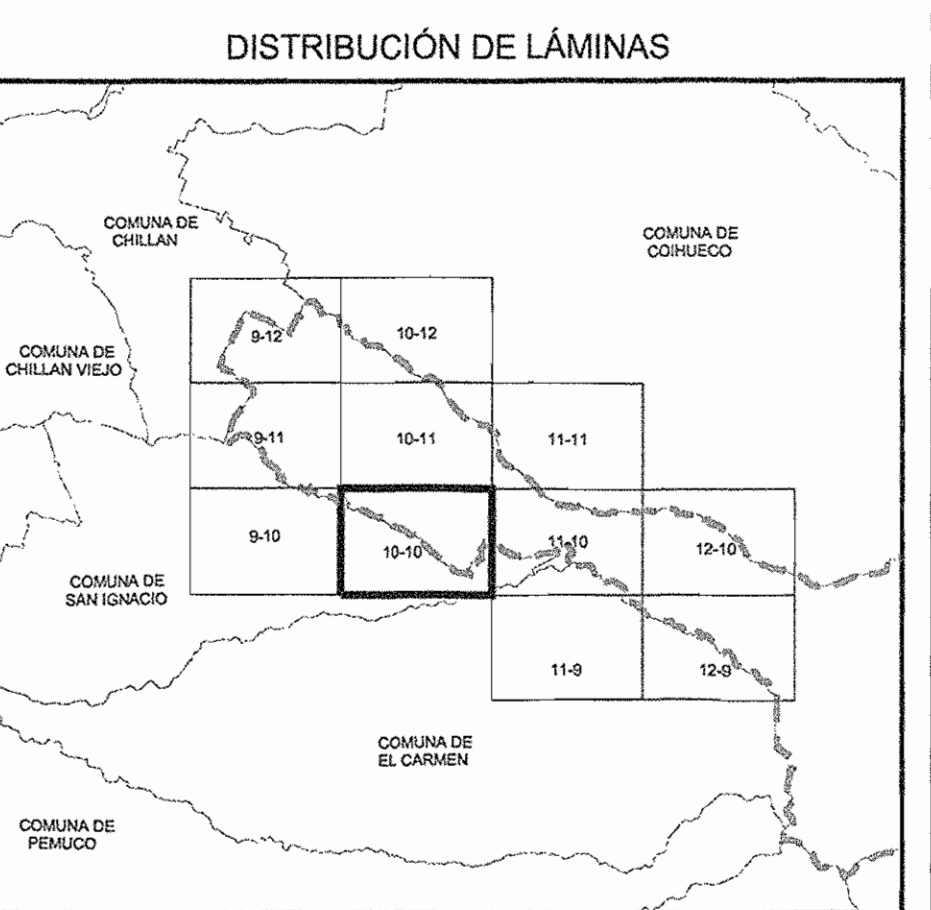 DISTRIBUCIÓN DE LÁMINAS
COMUNA DE
CHILLAN
COMUNA DE
COIHUECO
9-12
10-12
COMUNA DE
CHILLAN VIEJO
9-11
10-11
11-11
9-10
10-10
11-10
12-10
COMUNA DE
SAN IGNACIO
11-9
12-9
COMUNA DE
EL CARMEN
COMUNA DE
PEMUCO